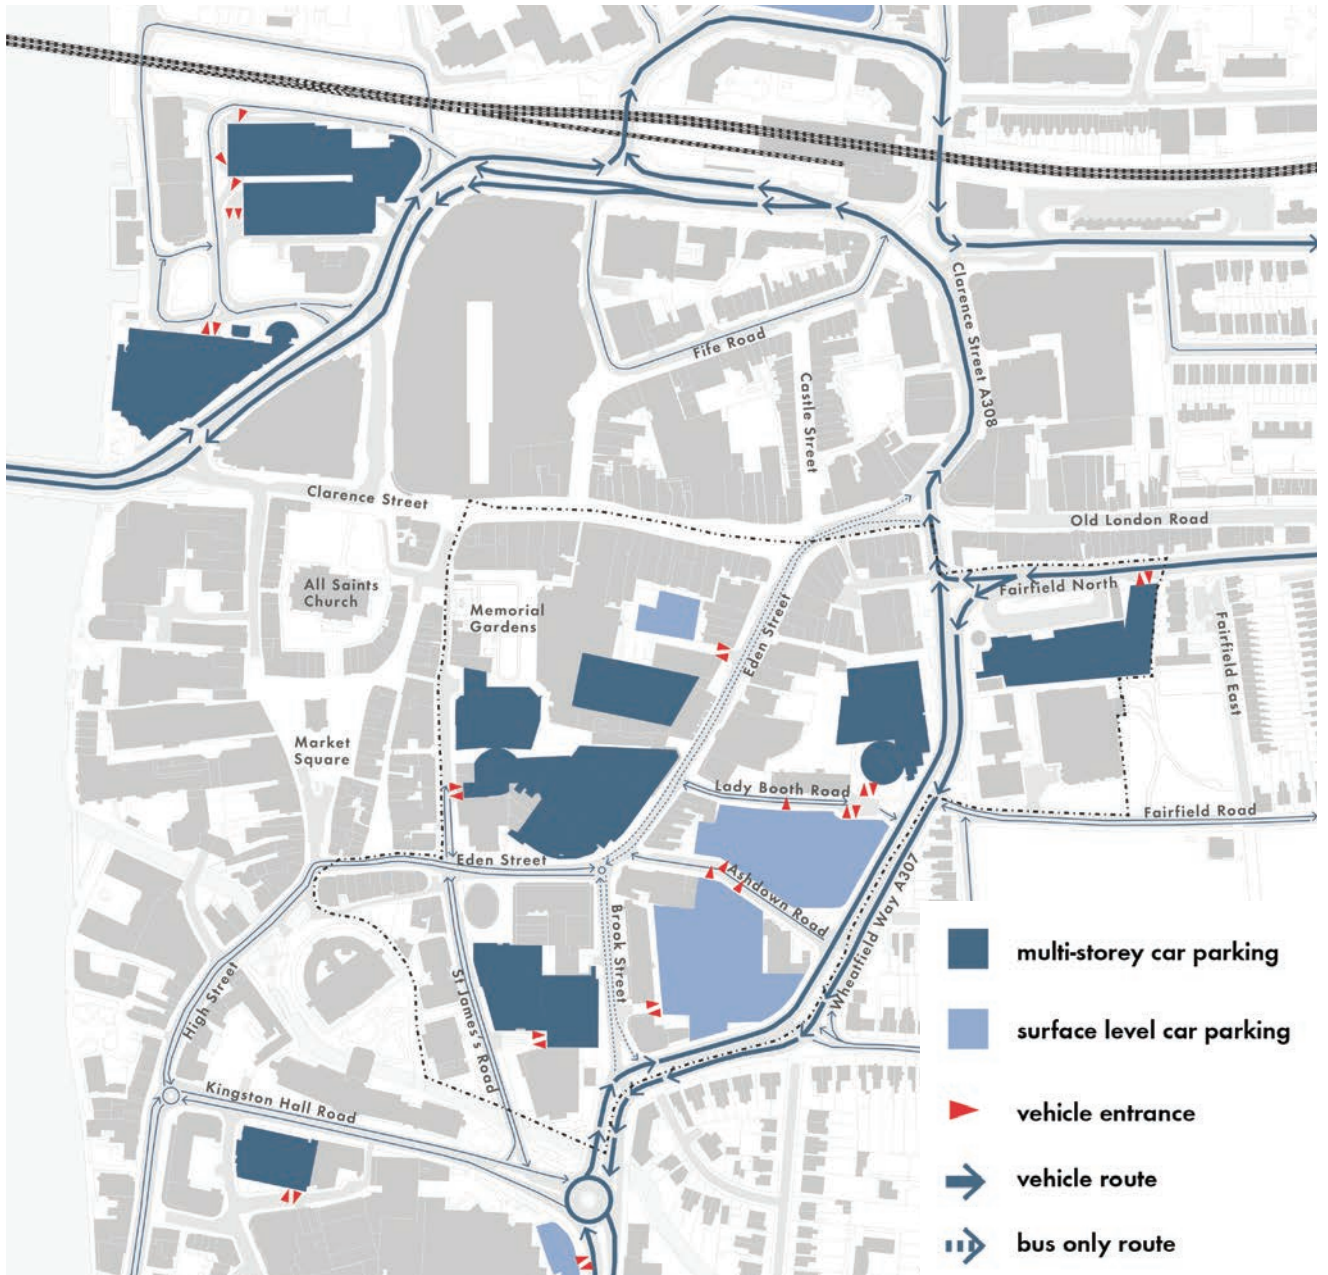 Clarence Street A308
Fife Road
Castle Street
Clarence Street
Old London Road
All Saints
Church
Memorial
Gardens
Eden Street
Fairfield North
Fairfield East
Market
Square
Lady Booth Road
Fairfield Road
Eden Street
Ashdown Road
Brook Street
Wheatfield Way A307
High Street
St James's Road
Kingston Hall Road
multi-storey car parking
surface level car parking
vehicle entrance
vehicle route
bus only route